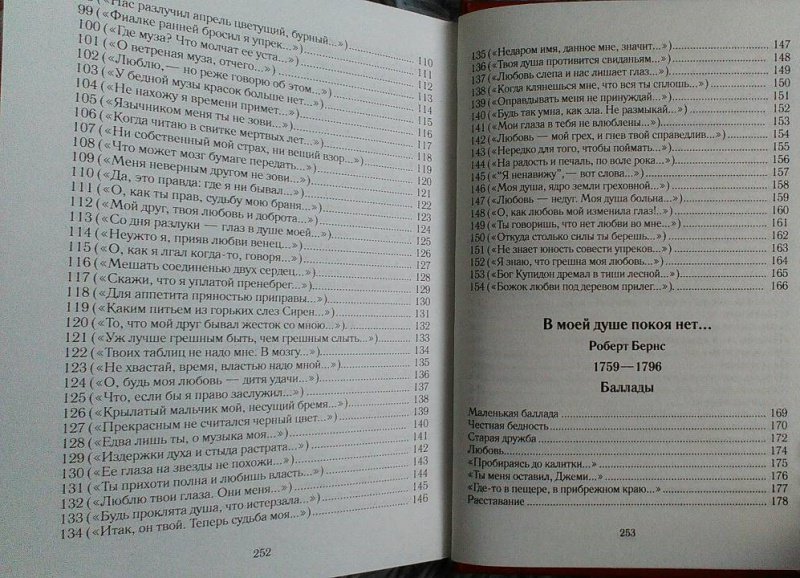 («Нас разлучил апрель цветущий, бурный...») 110
99 («Фиалке ранней бросил я упрек...») 111
100 («Где муза? Что молчат ее уста...») 112
101 («О ветреная муза, отчего...») 113
102 («Люблю, — но реже говорю об этом...») 114
103 («У бедной музы красок больше нет...») 115
104 («Не нахожу я времени примет...») 116
105 («Язычником меня ты не зови...») 117
106 («Когда читаю в свитке мертвых лет...») 118
107 («Ни собственный мой страх, ни вещий взор...») 119
108 («Что может мозг бумаге передать...») 120
109 («Меня неверным другом не зови...») 121
110 («Да, это правда: где я ни бывал...») 122
111 («О, как ты прав, судьбу мою браня...») 123
112 («Мой друг, твоя любовь и доброта...») 124
113 («Со дня разлуки — глаз в душе моей...») 125
114 («Неужто я, прияв любви венец...») 126
115 («О, как я лгал когда-то, говоря...») 127
116 («Мешать соединенью двух сердец...») 128
117 («Скажи, что я уплатой пренебрег...») 129
118 («Для аппетита пряностью приправы...») 130
119 («Каким питьем из горьких слез Сирен...») 131
120 («То, что мой друг бывал жесток со мною...») 132
121 («Уж лучше грешным быть, чем грешным слыть...») 133
122 («Твоих таблиц не надо мне. В мозгу...») 134
123 («Не хвастай, время, властью надо мной...») 135
124 («О, будь моя любовь — дитя удачи...») 136
125 («Что, если бы я право заслужил...») 137
126 («Крылатый мальчик мой, несущий бремя...») 138
127 («Прекрасным не считался черный цвет...») 139
128 («Едва лишь ты, о музыка моя...») 140
129 («Издержки духа и стыда растрата...») 141
130 («Ее глаза на звезды не похожи...») 142
131 («Ты прихоти полна и любишь власть...») 143
132 («Люблю твои глаза. Они меня...») 144
133 («Будь проклята душа, что истерзала...») 145
134 («Итак, он твой. Теперь судьба моя...») 146
252
135 («Недаром имя, данное мне, значит...») 147
136 («Твоя душа противится свиданьям...») 148
137 («Любовь слепа и нас лишает глаз...») 149
138 («Когда клянешься мне, что вся ты сплошь...») 150
139 («Оправдывать меня не принуждай...») 151
140 («Будь так умна, как зла. Не размыкай...») 152
141 («Мои глаза в тебя не влюблены...») 153
142 («Любовь — мой грех, и гнев твой справедлив...») 154
143 («Нередко для того, чтобы поймать...») 155
144 («На радость и печаль, по воле рока...») 156
145 («"Я ненавижу", — вот слова...») 157
146 («Моя душа, ядро земли греховной...») 158
147 («Любовь — недуг. Моя душа больна...») 159
148 («О, как любовь мой изменила глаз!..») 160
149 («Ты говоришь, что нет любви во мне...») 161
150 («Откуда столько силы ты берешь...») 162
151 («Не знает юность совести упреков...») 163
152 («Я знаю, что грешна моя любовь...») 164
153 («Бог Купидон дремал в тиши лесной...») 165
154 («Божок любви под деревом прилег...») 166
В моей душе покоя нет...
Роберт Бернс
1759—1796
Баллады
Маленькая баллада 169
Честная бедность 170
Старая дружба 172
Любовь 174
«Пробираясь до калитки...» 175
«Ты меня оставил, Джеми...» 176
«Где-то в пещере, в прибрежном краю...» 177
Расставание 178
253